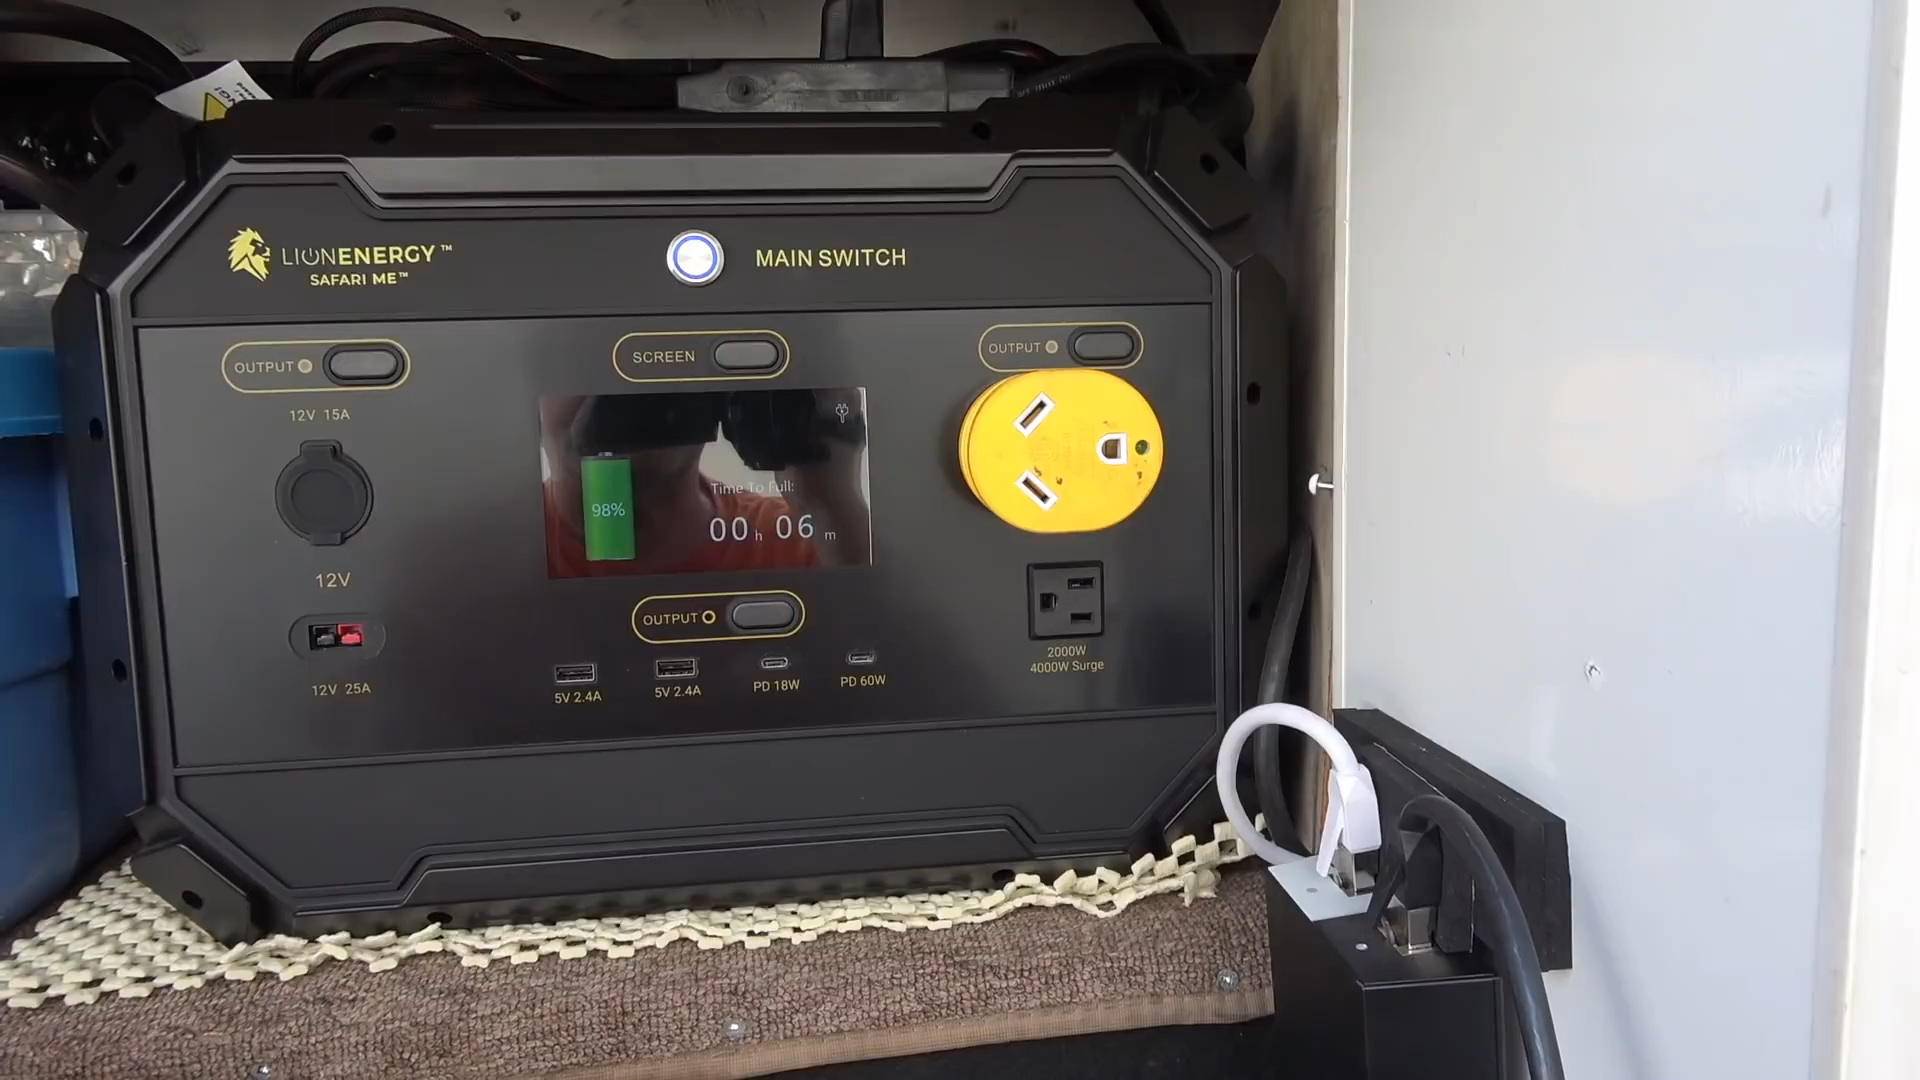 LIONENERGY™
SAFARI ME™
MAIN SWITCH
OUTPUT
SCREEN
OUTPUT
12V 15A
98%
Time To Full:
00 h 06 m
12V
OUTPUT
12V 25A
5V 2.4A
5V 2.4A
PD 18W
PD 60W
2000W
4000W Surge